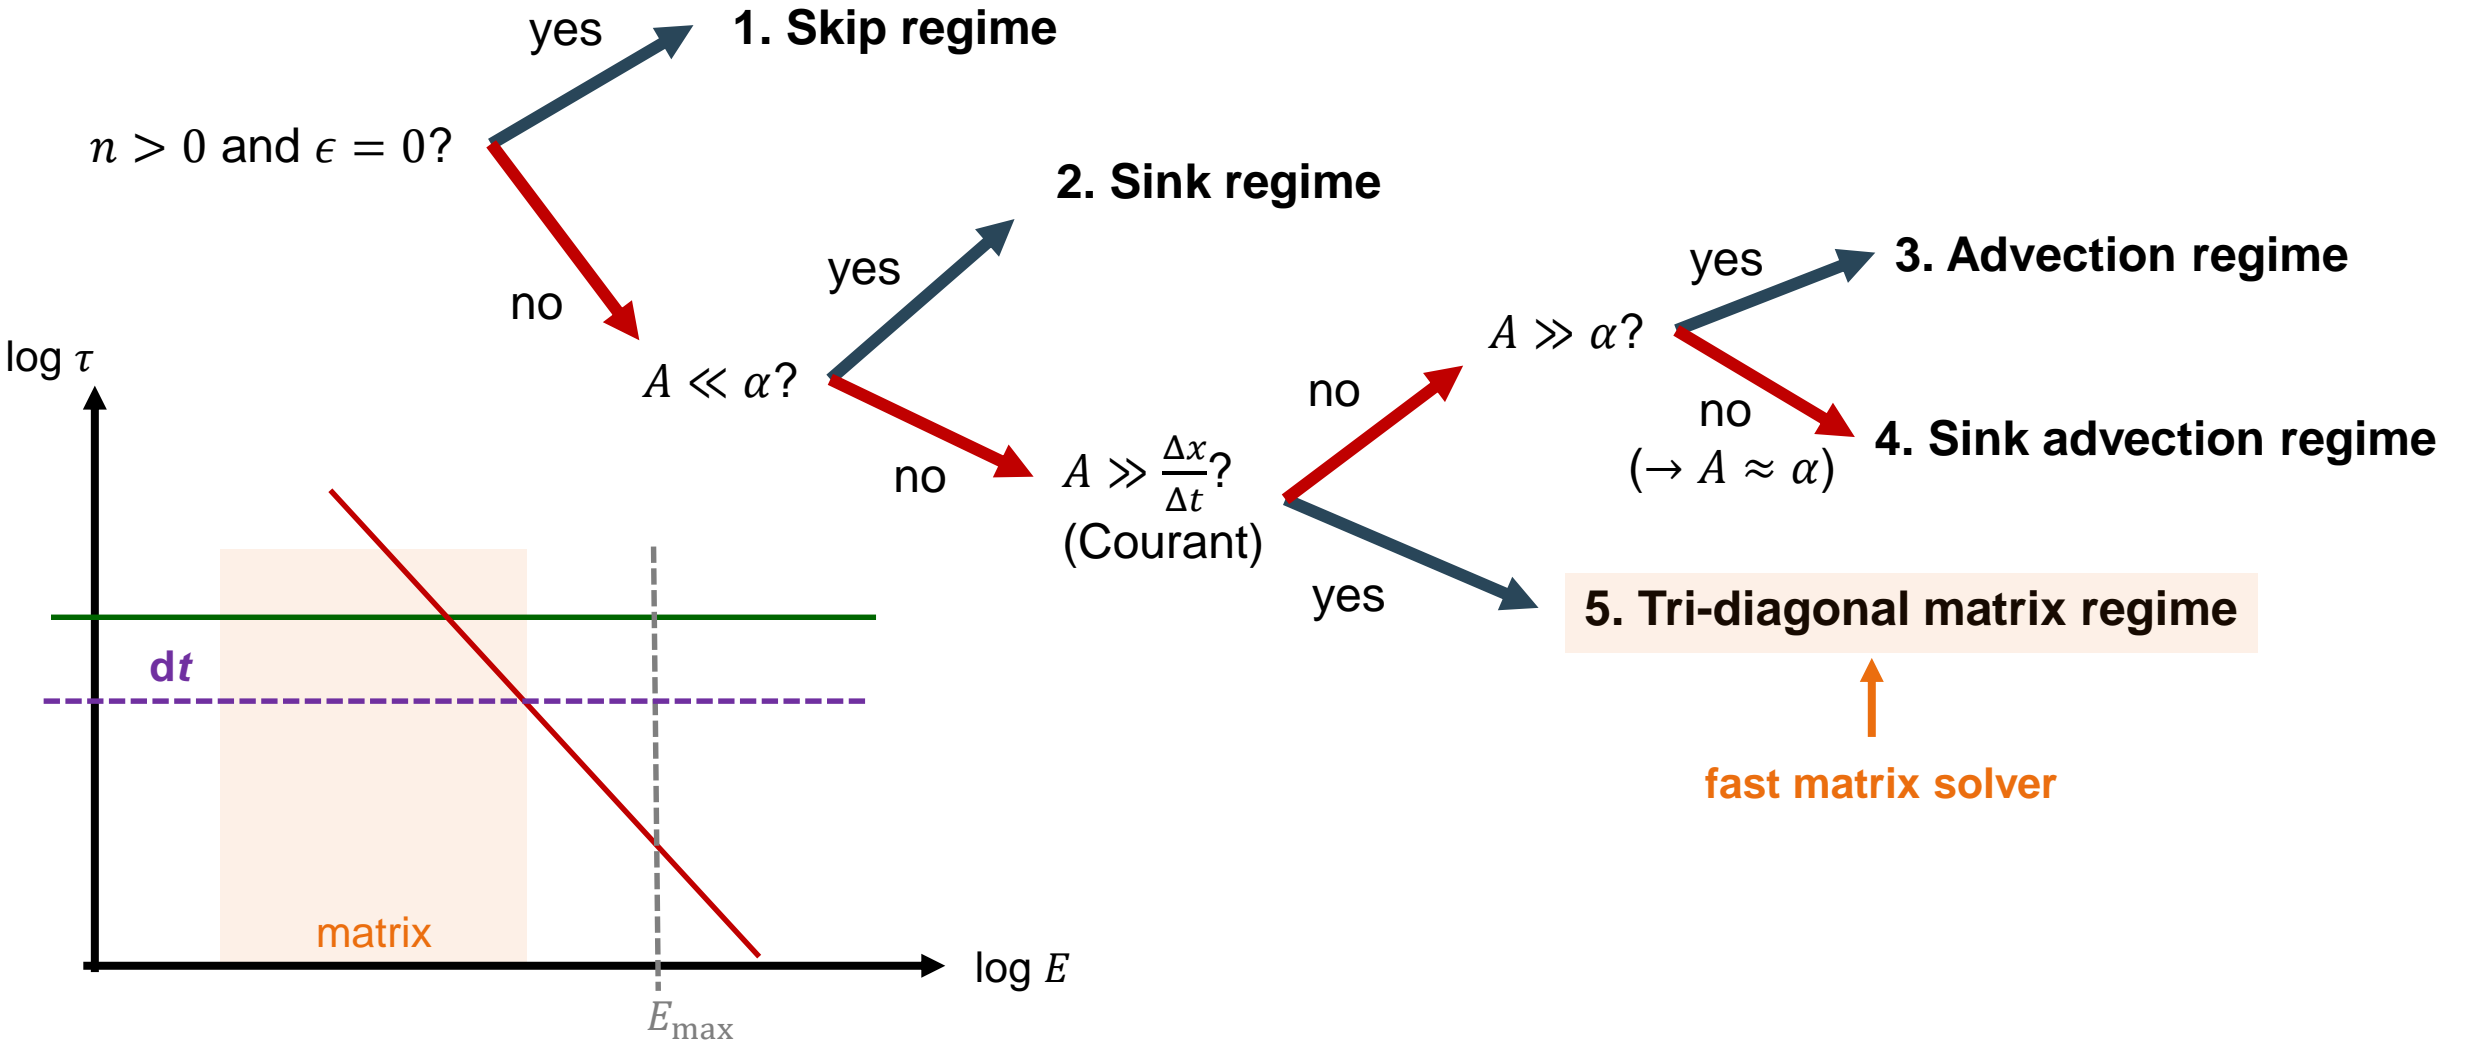 yes
1. Skip regime
n > 0 and ϵ = 0?
no
yes
2. Sink regime
A ≪ α?
no
A ≫ Δx/Δt?
(Courant)
no
yes
A ≫ α?
yes
3. Advection regime
no
(→ A ≈ α)
4. Sink advection regime
5. Tri-diagonal matrix regime
fast matrix solver
log τ
dt
matrix
log E
E_max